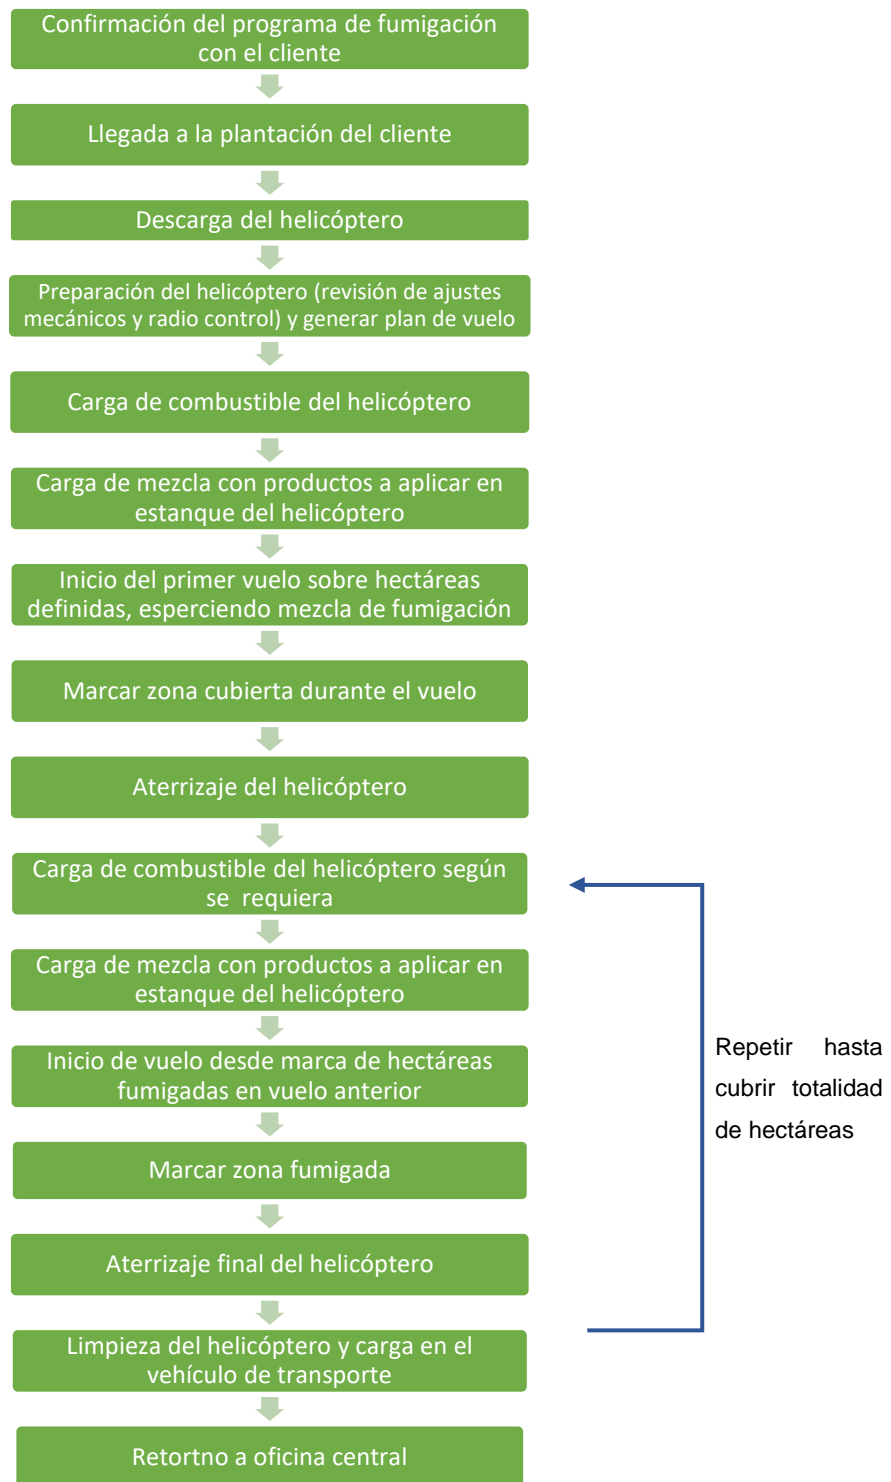 Confirmación del programa de fumigación
con el cliente
Llegada a la plantación del cliente
Descarga del helicóptero
Preparación del helicóptero (revisión de ajustes
mecánicos y radio control) y generar plan de vuelo
Carga de combustible del helicóptero
Carga de mezcla con productos a aplicar en
estanque del helicóptero
Inicio del primer vuelo sobre hectáreas
definidas, esperciendo mezcla de fumigación
Marcar zona cubierta durante el vuelo
Aterrizaje del helicóptero
Carga de combustible del helicóptero según
se requiera
Carga de mezcla con productos a aplicar en
estanque del helicóptero
Inicio de vuelo desde marca de hectáreas
fumigadas en vuelo anterior
Marcar zona fumigada
Aterrizaje final del helicóptero
Limpieza del helicóptero y carga en el
vehículo de transporte
Retortno a oficina central
Repetir hasta
cubrir totalidad
de hectáreas